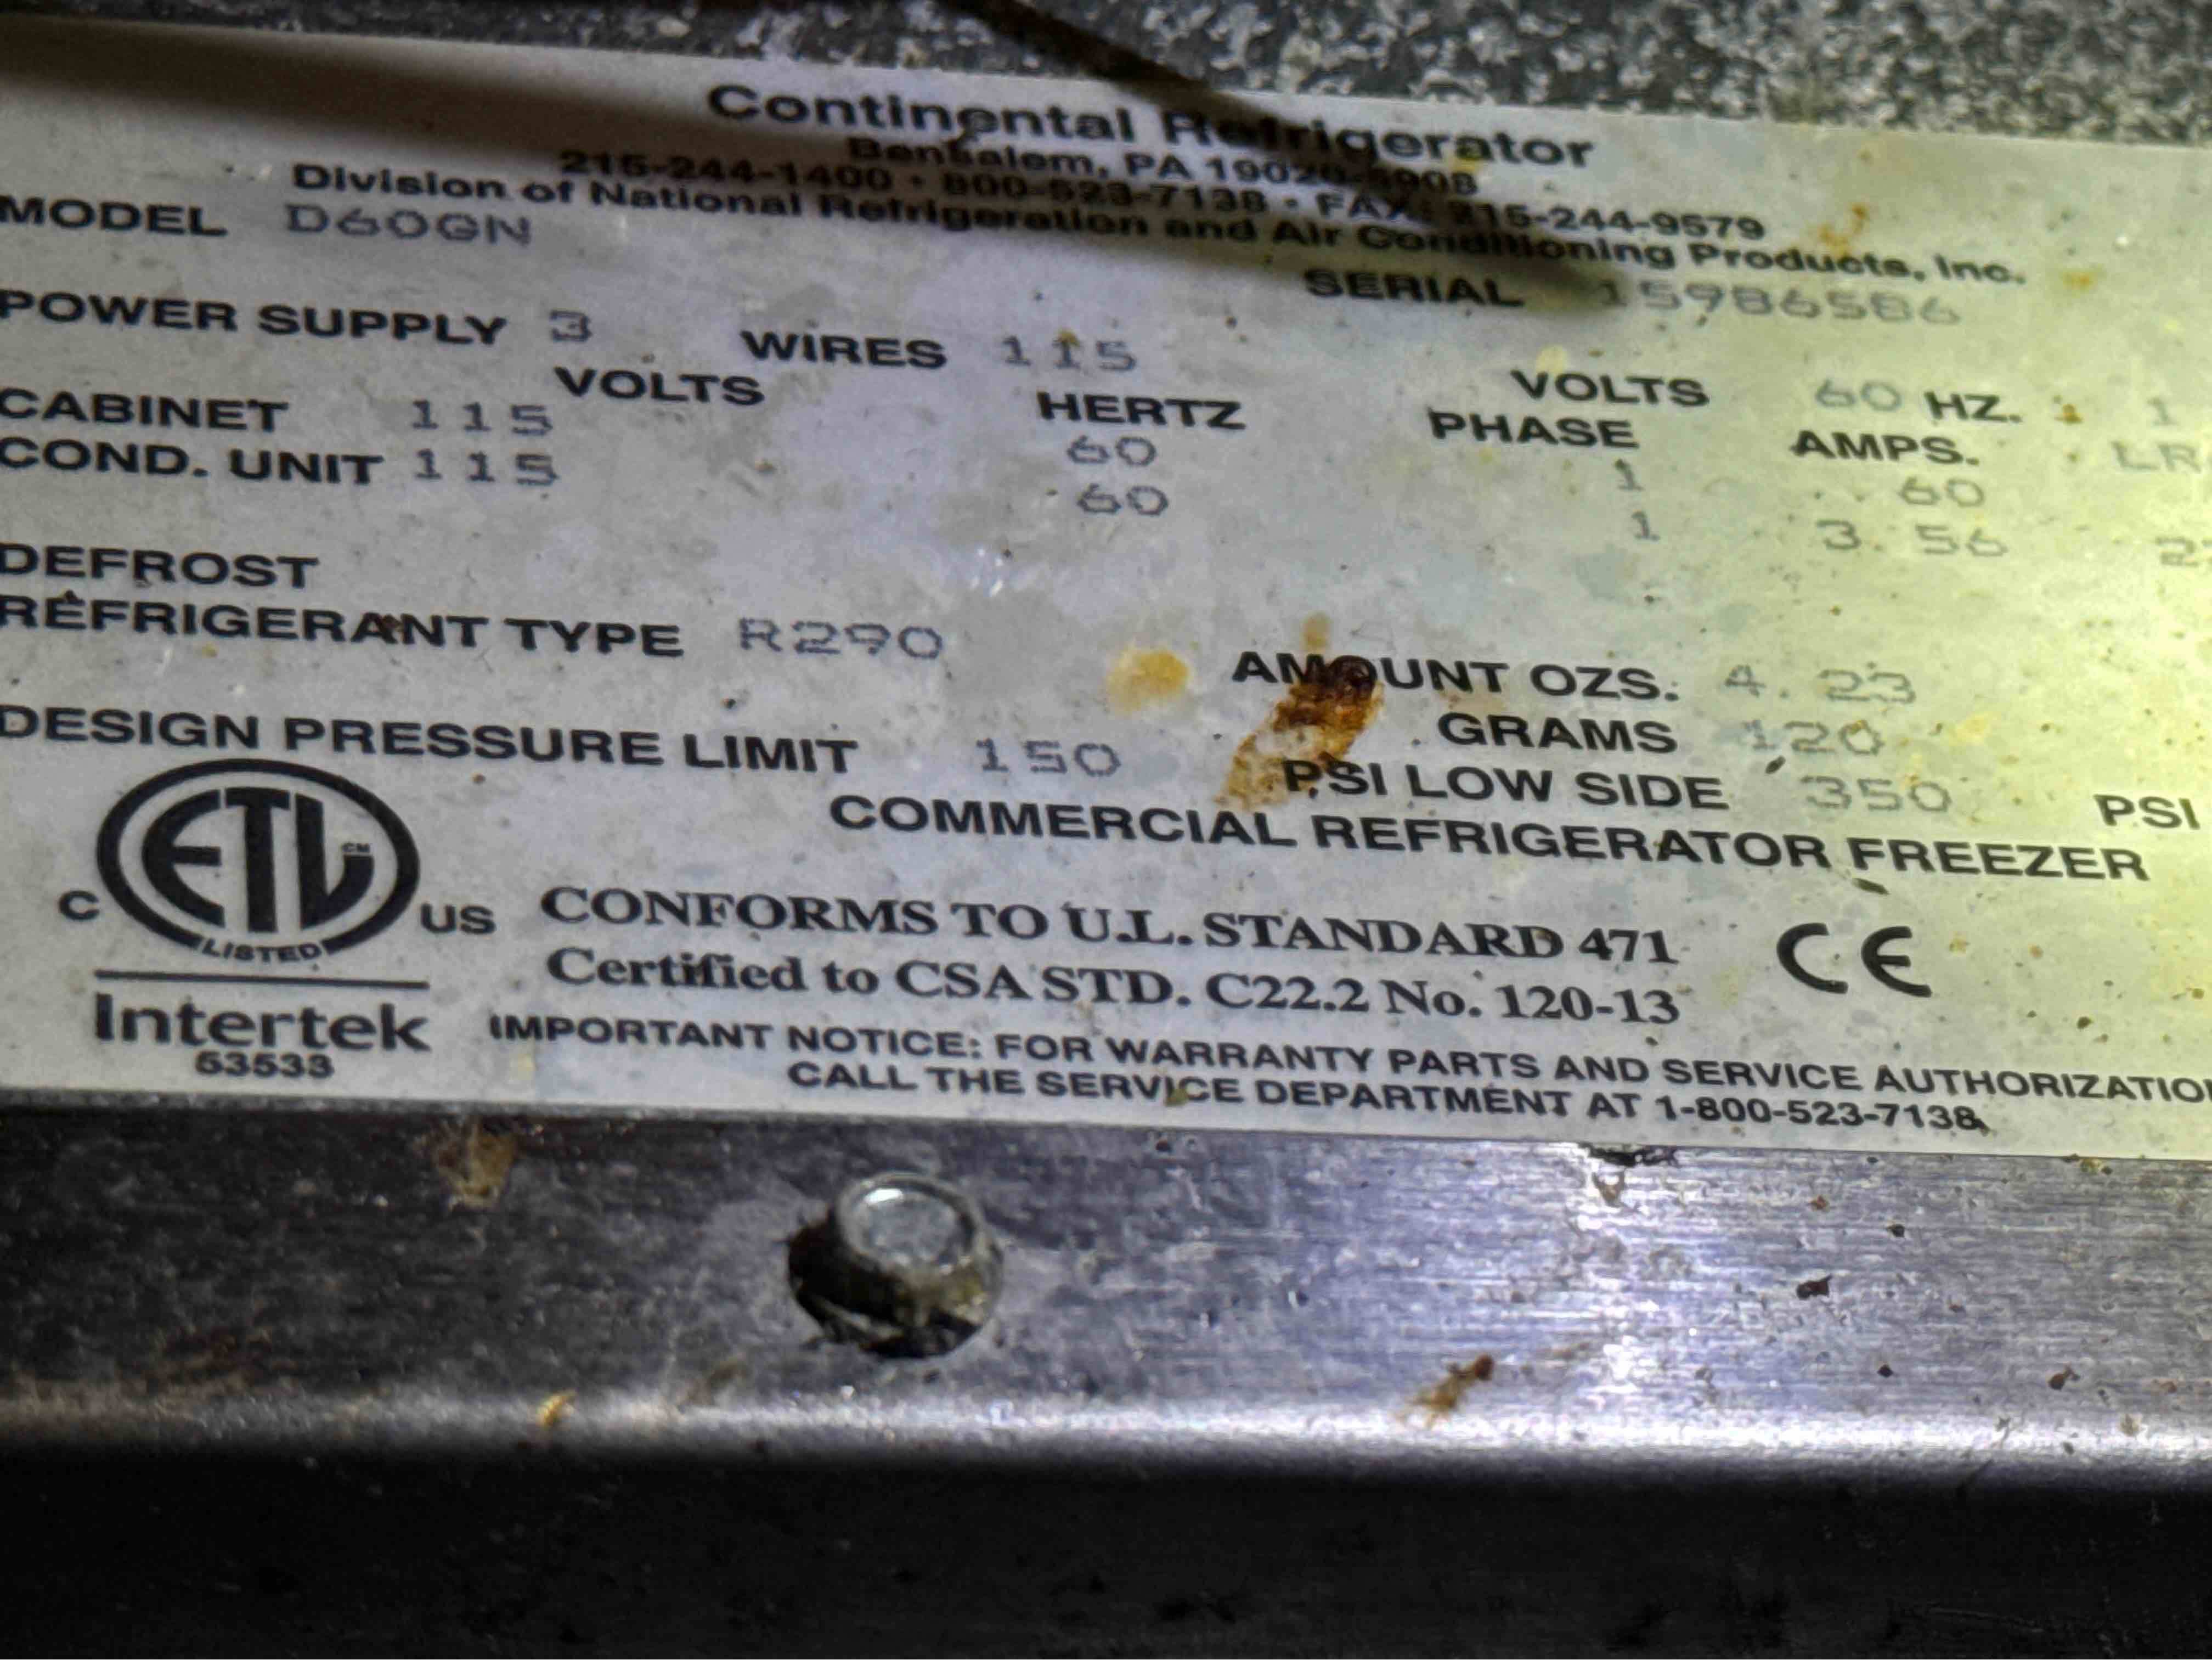 Continental Refrigerator
Bensalem, PA
215-244-1400 • 800-523-7138 • FAX: 215-244-9579
Division of National Refrigeration and Air Conditioning Products, Inc.
MODEL D60GN SERIAL 15986586
POWER SUPPLY 3 WIRES 115 VOLTS 60 HZ. 1
VOLTS HERTZ PHASE AMPS.
CABINET 115 60 1 60
COND. UNIT 115 60 1 3.56
DEFROST
REFRIGERANT TYPE R290 AMOUNT OZS. 4.23
GRAMS 120
DESIGN PRESSURE LIMIT 150 PSI LOW SIDE 350 PSI
COMMERCIAL REFRIGERATOR FREEZER
ETL CM
C US
LISTED
Intertek
63533
CONFORMS TO U.L. STANDARD 471
Certified to CSA STD. C22.2 No. 120-13
CE
IMPORTANT NOTICE: FOR WARRANTY PARTS AND SERVICE AUTHORIZATIO
CALL THE SERVICE DEPARTMENT AT 1-800-523-7138